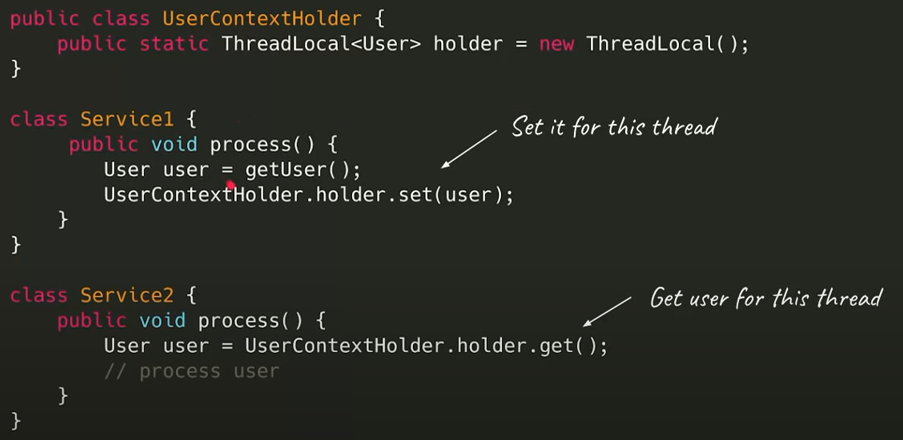 public class UserContextHolder {
public static ThreadLocal<User> holder = new ThreadLocal();
}
class Service1 {
public void process() {
Set it for this thread
User user = getUser();
UserContextHolder.holder.set(user);
}
}
class Service2 {
Get user for this thread
public void process() {
User user = UserContextHolder.holder.get();
// process user
}
}